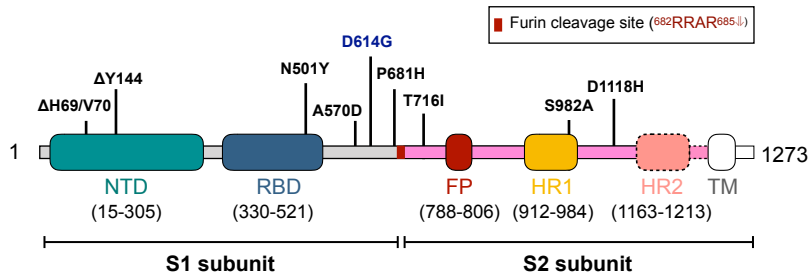 Furin cleavage site (682RRAR685⇓)
D614G
ΔY144
N501Y
P681H
ΔH69/V70
A570D
T716I
S982A
D1118H
1
1273
NTD
RBD
FP
HR1
HR2
TM
(15-305)
(330-521)
(788-806)
(912-984)
(1163-1213)
S1 subunit
S2 subunit